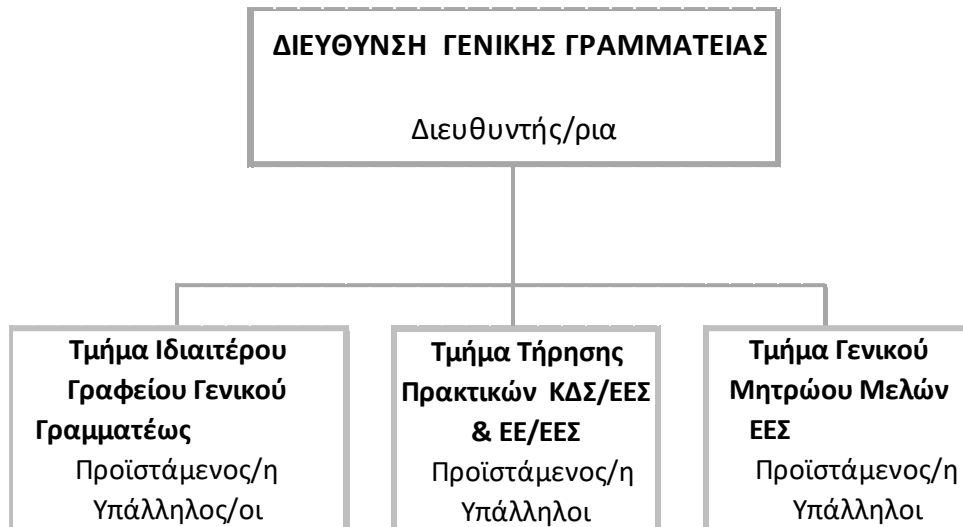 ΔΙΕΥΘΥΝΣΗ ΓΕΝΙΚΗΣ ΓΡΑΜΜΑΤΕΙΑΣ
Διευθυντής/ρια
Τμήμα Ιδιαιτέρου
Γραφείου Γενικού
Γραμματέως
Προϊστάμενος/η
Υπάλληλος/οι
Τμήμα Τήρησης
Πρακτικών ΚΔΣ/ΕΕΣ
& ΕΕ/ΕΕΣ
Προϊστάμενος/η
Υπάλληλοι
Τμήμα Γενικού
Μητρώου Μελών
ΕΕΣ
Προϊστάμενος/η
Υπάλληλοι